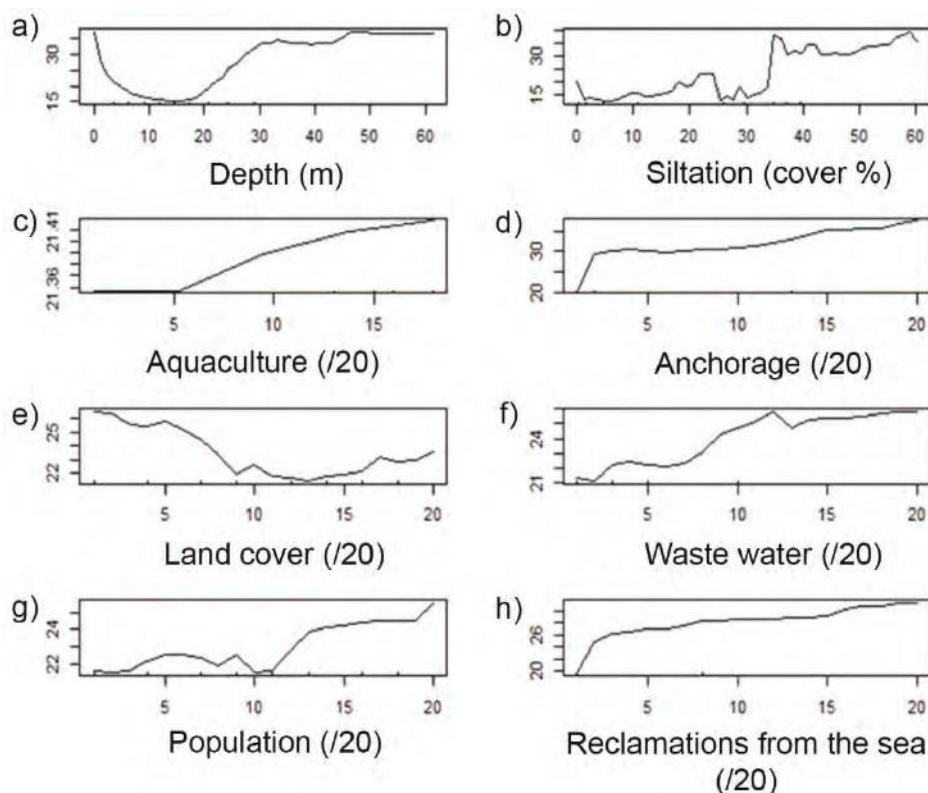 a)
30
15
0 10 20 30 40 50 60
Depth (m)
b)
35
25
15
0 10 20 30 40 50 60
Siltation (cover %)
c)
21.41
21.36
5 10 15
Aquaculture (/20)
d)
30
20
5 10 15 20
Anchorage (/20)
e)
25
22
5 10 15 20
Land cover (/20)
f)
24
21
5 10 15 20
Waste water (/20)
g)
24
22
5 10 15 20
Population (/20)
h)
26
20
5 10 15 20
Reclamations from the sea
(/20)